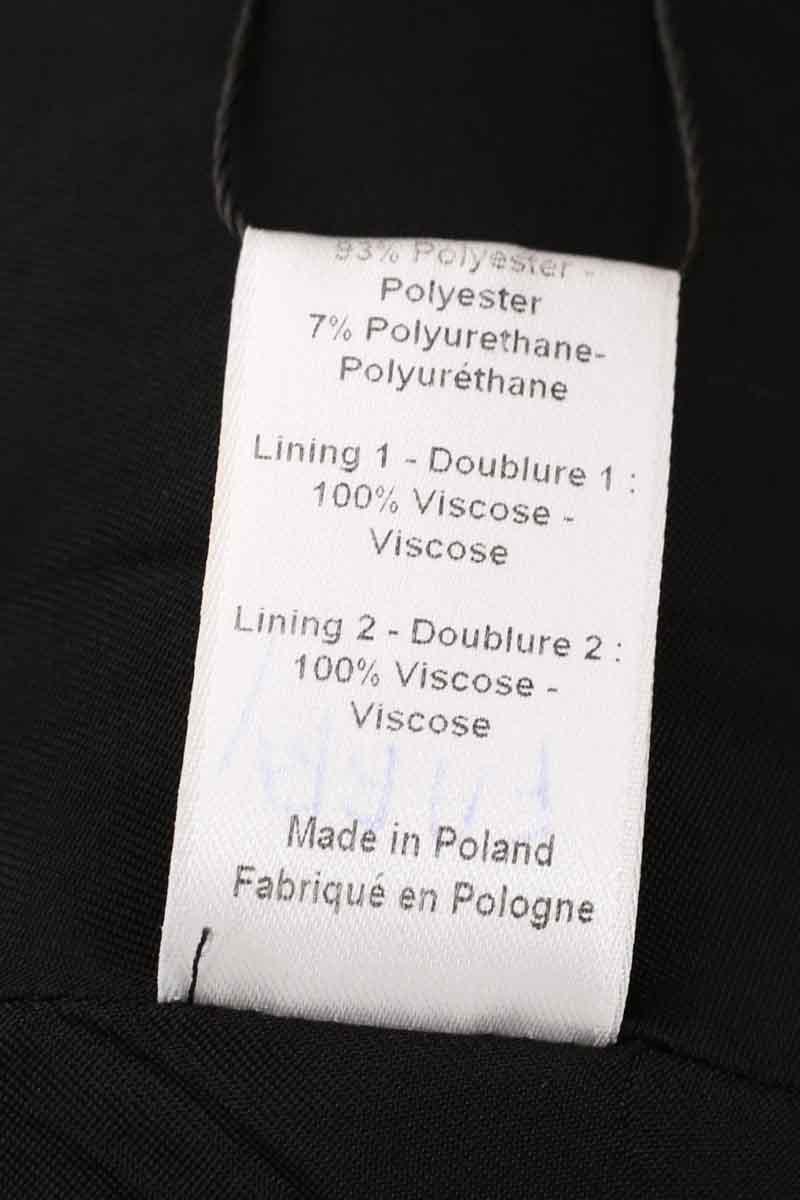 93% Polyester -
Polyester
7% Polyurethane-
Polyuréthane
Lining 1 - Doublure 1 :
100% Viscose -
Viscose
Lining 2 - Doublure 2 :
100% Viscose -
Viscose
Made in Poland
Fabriqué en Pologne